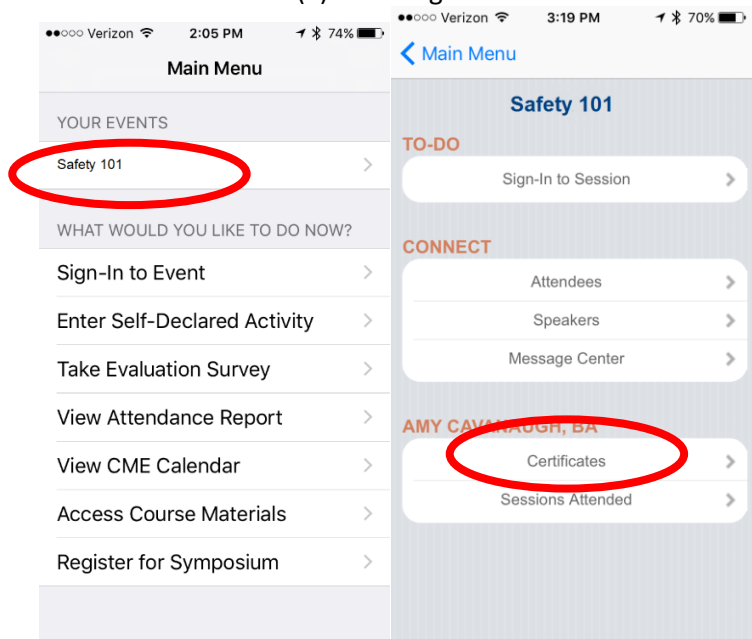 ●●○○○ Verizon 2:05 PM 74%
Main Menu
YOUR EVENTS
Safety 101
WHAT WOULD YOU LIKE TO DO NOW?
Sign-In to Event
Enter Self-Declared Activity
Take Evaluation Survey
View Attendance Report
View CME Calendar
Access Course Materials
Register for Symposium
●●○○○ Verizon 3:19 PM 70%
Main Menu
Safety 101
TO-DO
Sign-In to Session
CONNECT
Attendees
Speakers
Message Center
AMY CAVANAUGH, BA
Certificates
Sessions Attended